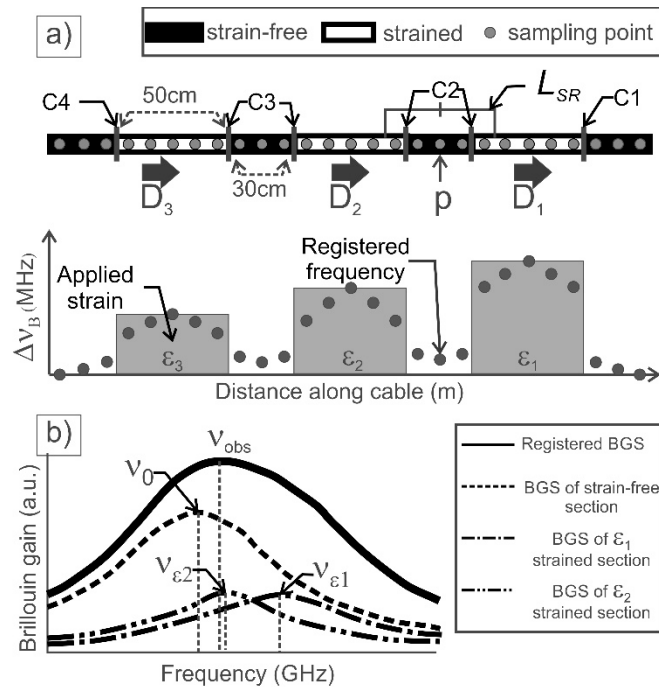 a)
strain-free strained sampling point
C4 50cm C3 C2 L_SR C1
30cm
D₃ D₂ p D₁
Δν_B (MHz)
Applied
strain
Registered
frequency
ε₃ ε₂ ε₁
Distance along cable (m)
b)
ν_obs
ν₀
ν_ε2 ν_ε1
Brillouin gain (a.u.)
Frequency (GHz)
Registered BGS
BGS of strain-free
section
BGS of ε₁
strained section
BGS of ε₂
strained section